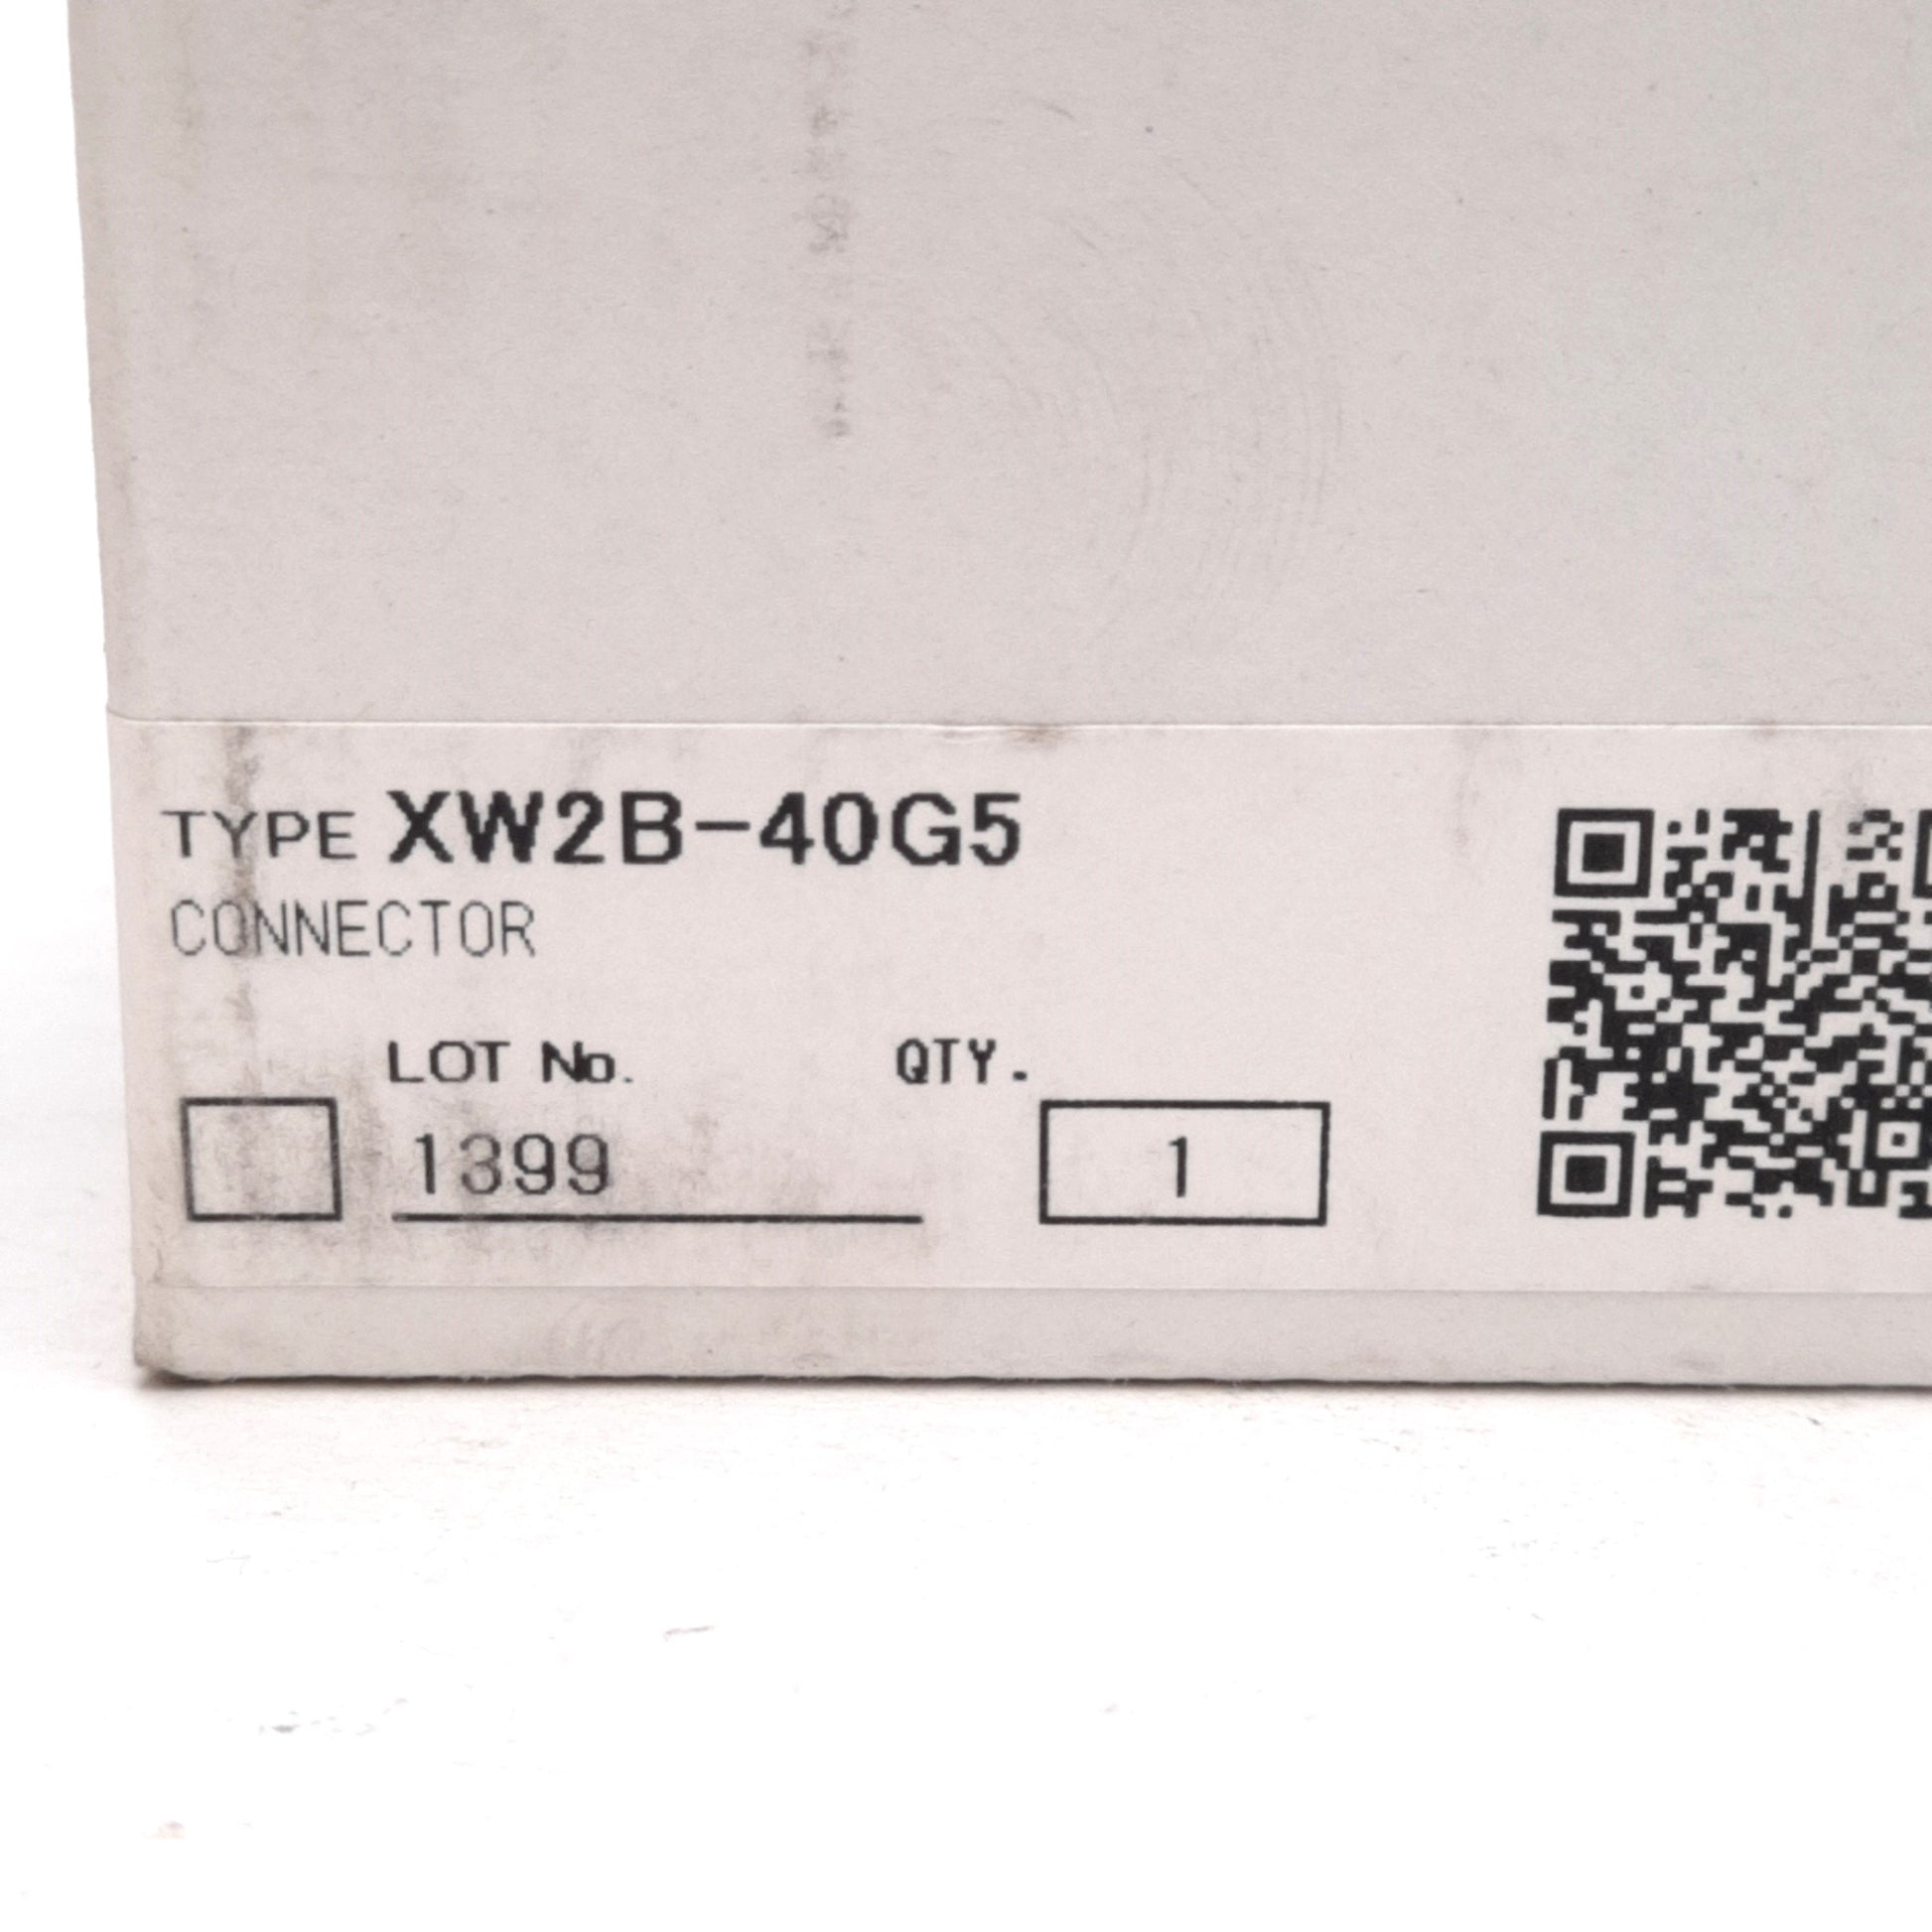 TYPE XW2B-40G5
CONNECTOR
LOT No. QTY.
1399 1